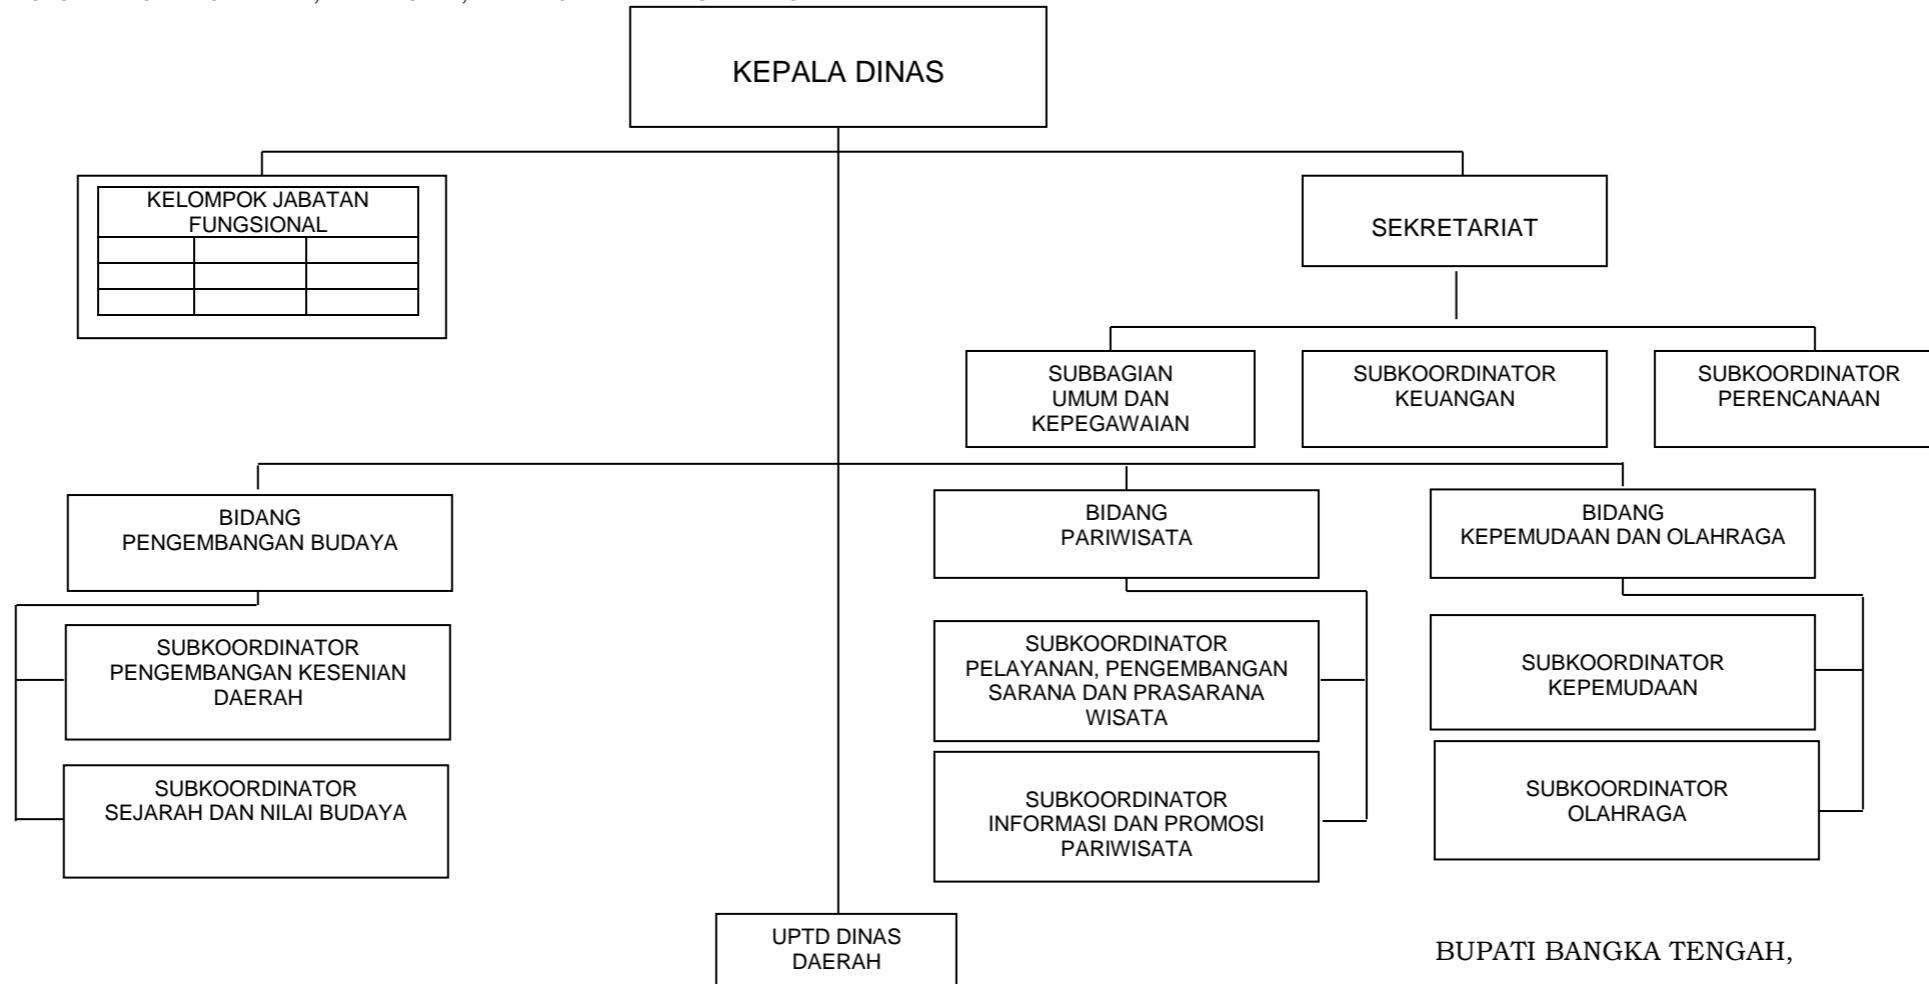 KEPALA DINAS
KELOMPOK JABATAN
FUNGSIONAL
SEKRETARIAT
SUBBAGIAN
UMUM DAN
KEPEGAWAIAN
SUBKOORDINATOR
KEUANGAN
SUBKOORDINATOR
PERENCANAAN
BIDANG
PENGEMBANGAN BUDAYA
BIDANG
PARIWISATA
BIDANG
KEPEMUDAAN DAN OLAHRAGA
SUBKOORDINATOR
PENGEMBANGAN KESENIAN
DAERAH
SUBKOORDINATOR
PELAYANAN, PENGEMBANGAN
SARANA DAN PRASARANA
WISATA
SUBKOORDINATOR
KEPEMUDAAN
SUBKOORDINATOR
SEJARAH DAN NILAI BUDAYA
SUBKOORDINATOR
INFORMASI DAN PROMOSI
PARIWISATA
SUBKOORDINATOR
OLAHRAGA
UPTD DINAS
DAERAH
BUPATI BANGKA TENGAH,